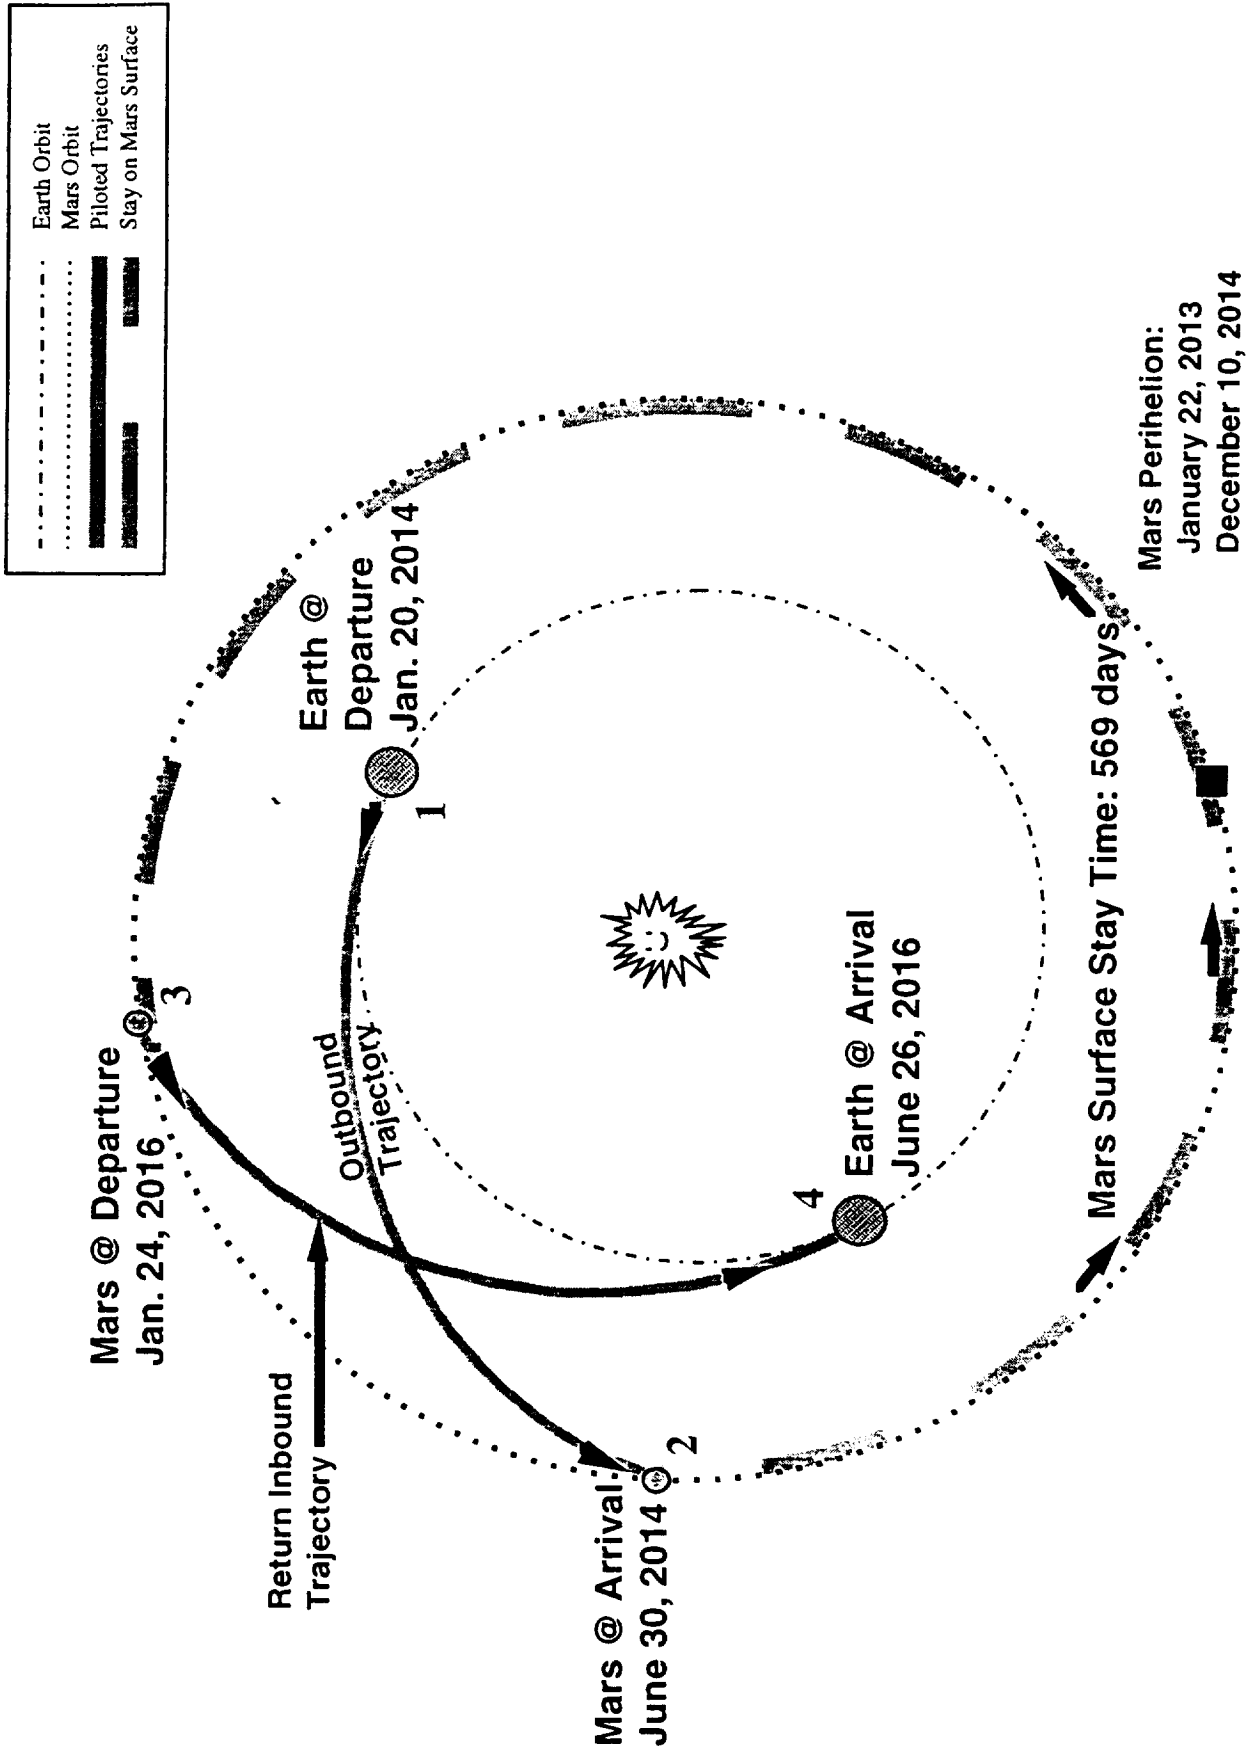 Earth Orbit
Mars Orbit
Piloted Trajectories
Stay on Mars Surface
Mars @ Departure
Jan. 24, 2016
3
Earth @
Departure
Jan. 20, 2014
1
Return Inbound
Trajectory
Outbound
Trajectory
Mars @ Arrival
June 30, 2014
2
4
Earth @ Arrival
June 26, 2016
Mars Surface Stay Time: 569 days
Mars Perihelion:
January 22, 2013
December 10, 2014